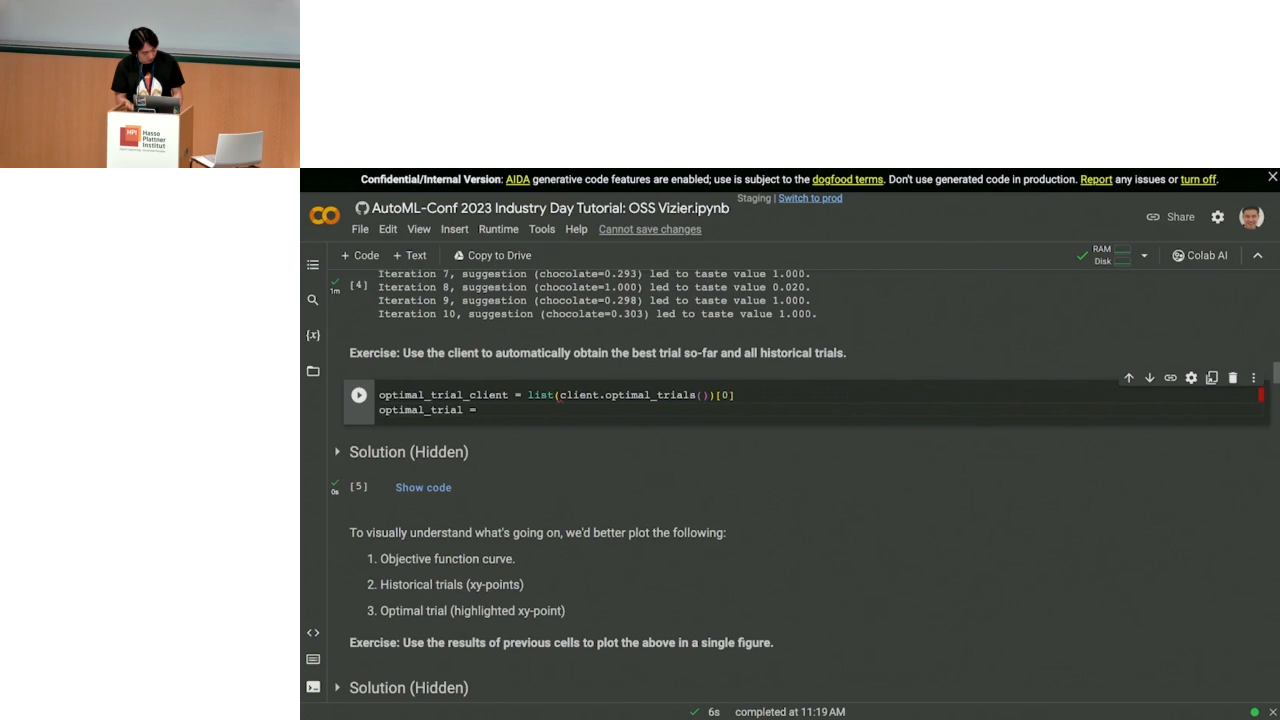 HPI
Hasso
Plattner
Institut
Confidential/Internal Version: AIDA generative code features are enabled; use is subject to the dogfood terms. Don't use generated code in production. Report any issues or turn off.
Staging | Switch to prod
AutoML-Conf 2023 Industry Day Tutorial: OSS Vizier.ipynb
File Edit View Insert Runtime Tools Help Cannot save changes
Share
+ Code + Text Copy to Drive
RAM
Disk
Colab AI
Iteration 7, suggestion (chocolate=0.293) led to taste value 1.000.
1m [4] Iteration 8, suggestion (chocolate=1.000) led to taste value 0.020.
Iteration 9, suggestion (chocolate=0.298) led to taste value 1.000.
Iteration 10, suggestion (chocolate=0.303) led to taste value 1.000.
Exercise: Use the client to automatically obtain the best trial so-far and all historical trials.
optimal_trial_client = list(client.optimal_trials())[0]
optimal_trial =
Solution (Hidden)
0s [5] Show code
To visually understand what's going on, we'd better plot the following:
1. Objective function curve.
2. Historical trials (xy-points)
3. Optimal trial (highlighted xy-point)
Exercise: Use the results of previous cells to plot the above in a single figure.
Solution (Hidden)
6s completed at 11:19 AM